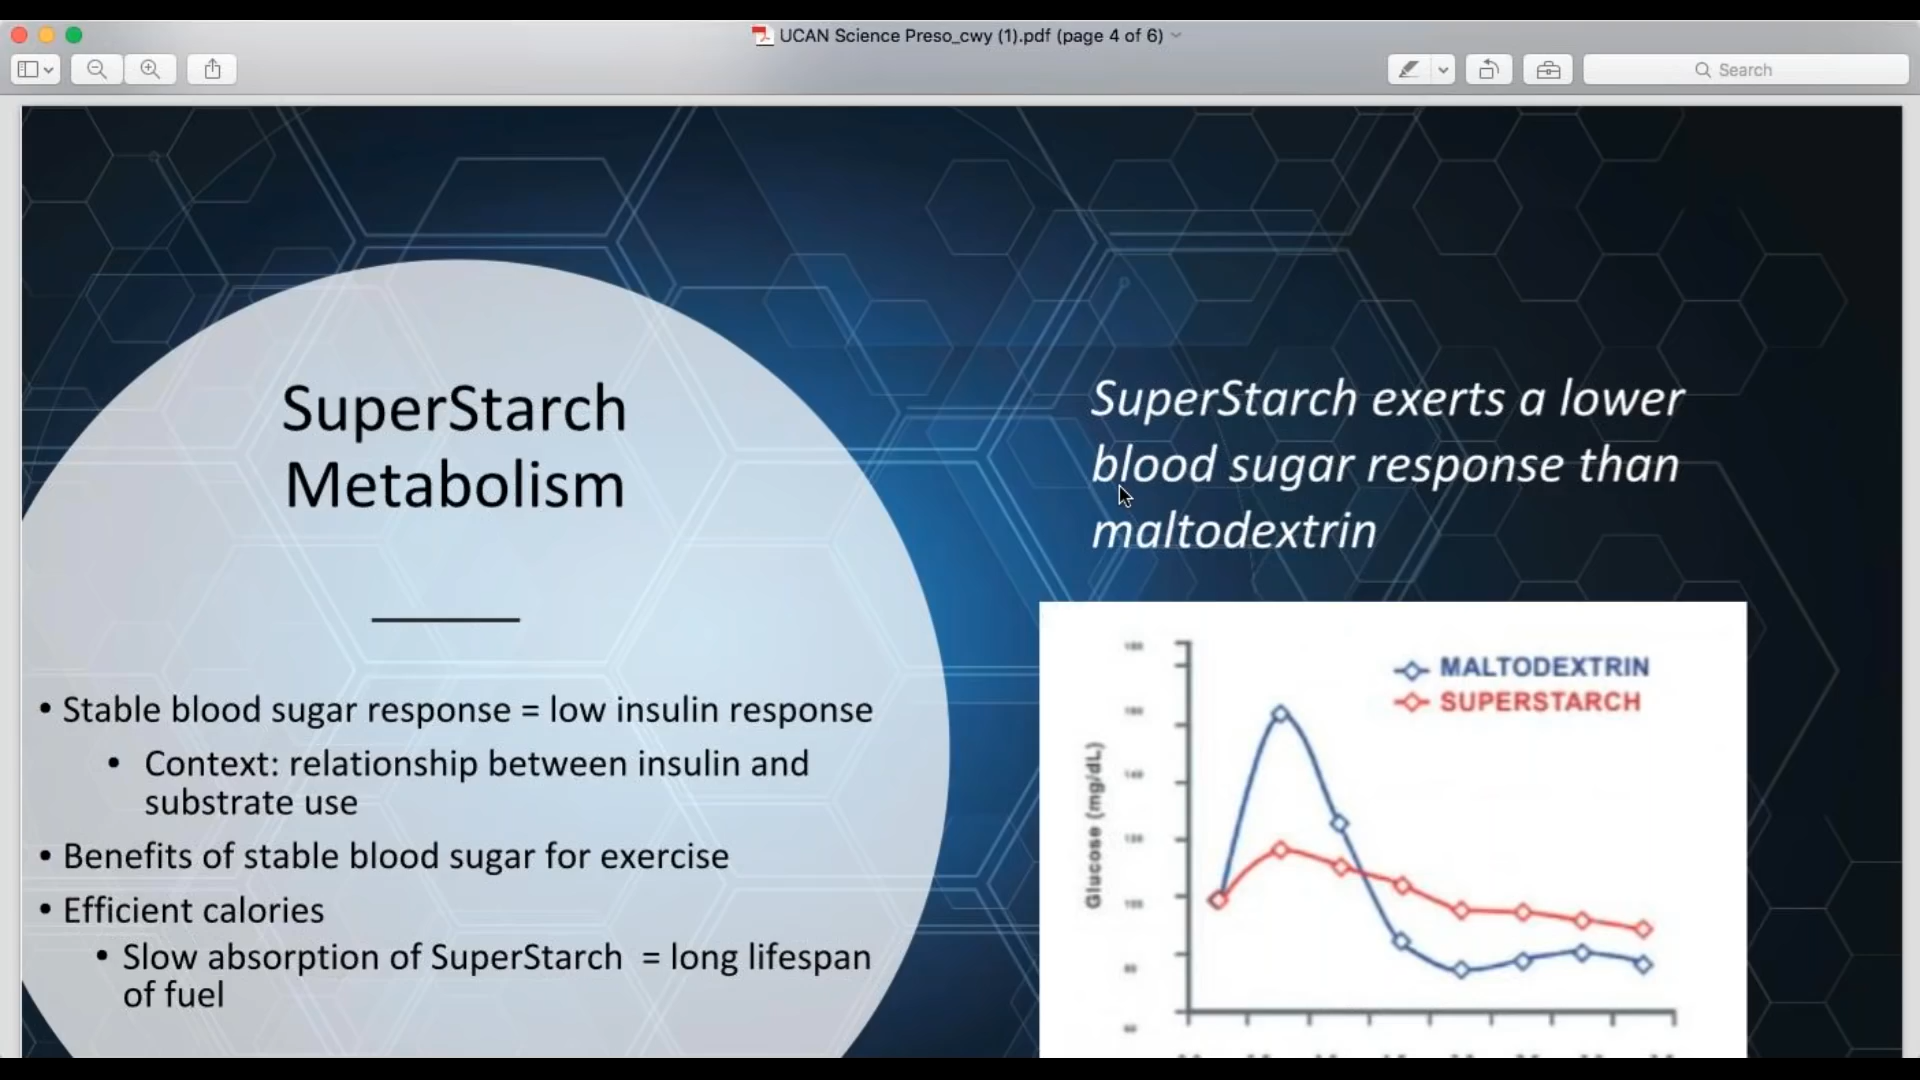 UCAN Science Preso_cwy (1).pdf (page 4 of 6)
Search
SuperStarch
Metabolism
• Stable blood sugar response = low insulin response
• Context: relationship between insulin and
substrate use
• Benefits of stable blood sugar for exercise
• Efficient calories
• Slow absorption of SuperStarch = long lifespan
of fuel
SuperStarch exerts a lower
blood sugar response than
maltodextrin
MALTODEXTRIN
SUPERSTARCH
Glucose (mg/dL)